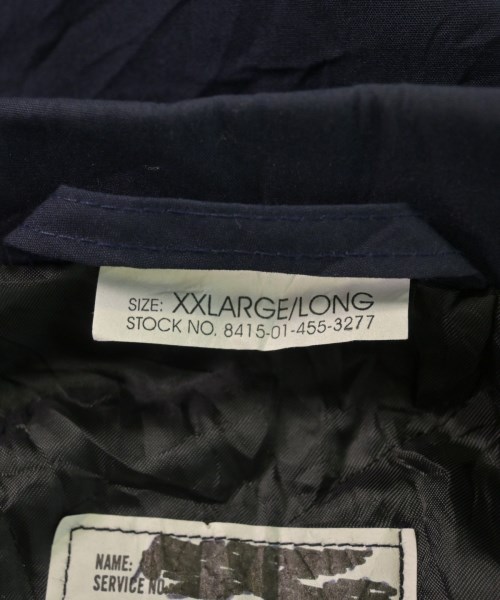 SIZE: XXLARGE/LONG
STOCK NO. 8415-01-455-3277
NAME:
SERVICE NO.